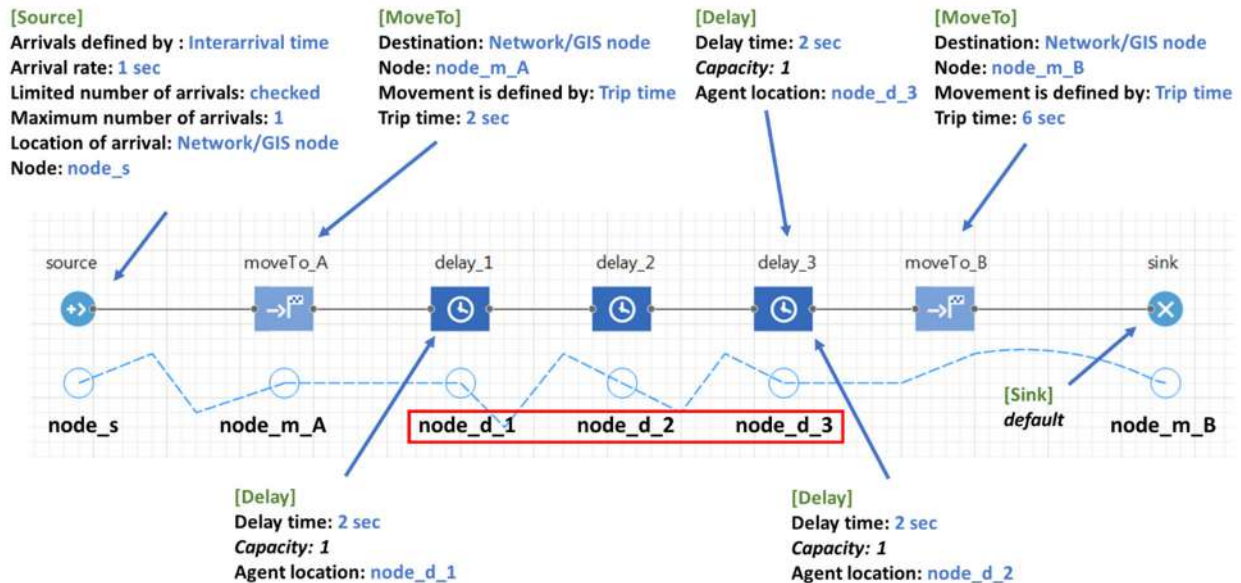 [Source]
Arrivals defined by : Interarrival time
Arrival rate: 1 sec
Limited number of arrivals: checked
Maximum number of arrivals: 1
Location of arrival: Network/GIS node
Node: node_s
[MoveTo]
Destination: Network/GIS node
Node: node_m_A
Movement is defined by: Trip time
Trip time: 2 sec
[Delay]
Delay time: 2 sec
Capacity: 1
Agent location: node_d_3
[MoveTo]
Destination: Network/GIS node
Node: node_m_B
Movement is defined by: Trip time
Trip time: 6 sec
source moveTo_A delay_1 delay_2 delay_3 moveTo_B sink
[Sink]
default
node_s node_m_A node_d_1 node_d_2 node_d_3 node_m_B
[Delay]
Delay time: 2 sec
Capacity: 1
Agent location: node_d_1
[Delay]
Delay time: 2 sec
Capacity: 1
Agent location: node_d_2